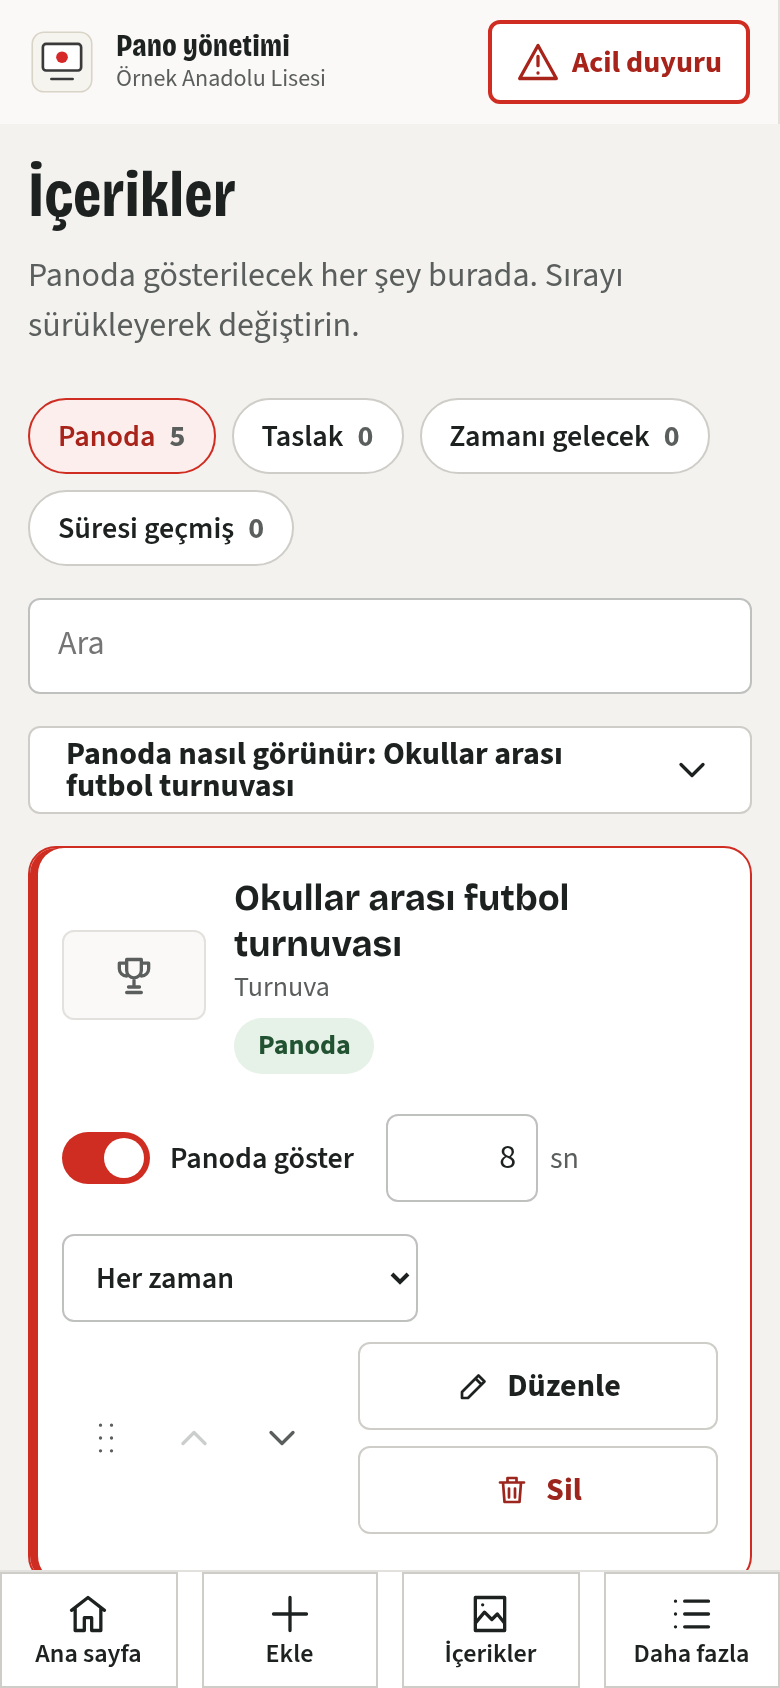 Pano yönetimi
Örnek Anadolu Lisesi
Acil duyuru
İçerikler
Panoda gösterilecek her şey burada. Sırayı
sürükleyerek değiştirin.
Panoda 5
Taslak 0
Zamanı gelecek 0
Süresi geçmiş 0
Ara
Panoda nasıl görünür: Okullar arası
futbol turnuvası
Okullar arası futbol
turnuvası
Turnuva
Panoda
Panoda göster
8 sn
Her zaman
Düzenle
Sil
Ana sayfa
Ekle
İçerikler
Daha fazla